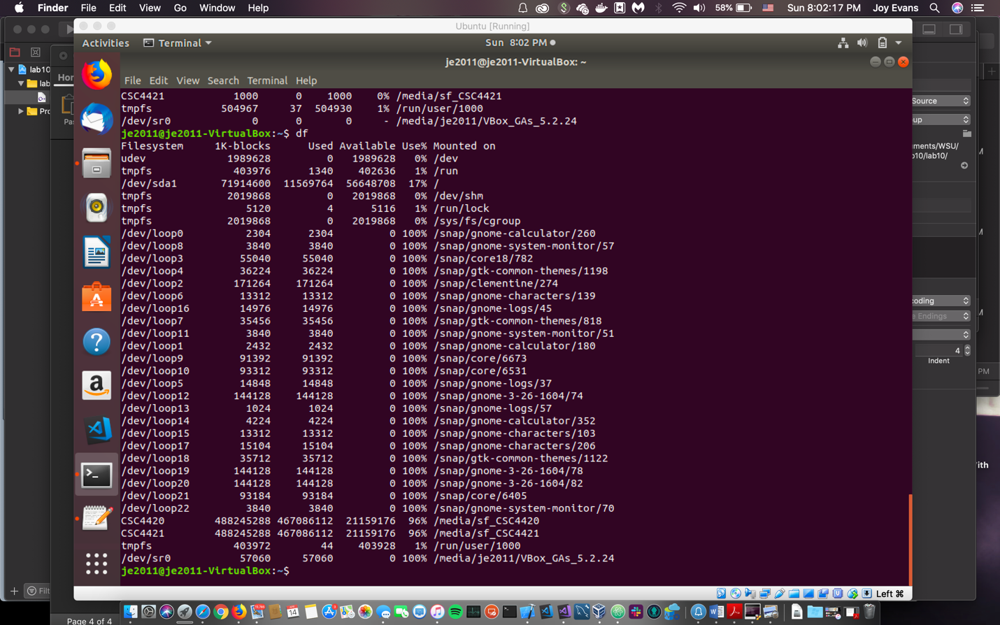 Finder File Edit View Go Window Help 58% Sun 8:02:17 PM Joy Evans
Ubuntu [Running]
Activities Terminal Sun 8:02 PM
je2011@je2011-VirtualBox: ~
File Edit View Search Terminal Help
CSC4421 1000 0 1000 0% /media/sf_CSC4421
tmpfs 504967 37 504930 1% /run/user/1000
/dev/sr0 0 0 0 - /media/je2011/VBox_GAs_5.2.24
je2011@je2011-VirtualBox:~$ df
Filesystem 1K-blocks Used Available Use% Mounted on
udev 1989628 0 1989628 0% /dev
tmpfs 403976 1340 402636 1% /run
/dev/sda1 71914600 11569764 56648708 17% /
tmpfs 2019868 0 2019868 0% /dev/shm
tmpfs 5120 4 5116 1% /run/lock
tmpfs 2019868 0 2019868 0% /sys/fs/cgroup
/dev/loop0 2304 2304 0 100% /snap/gnome-calculator/260
/dev/loop8 3840 3840 0 100% /snap/gnome-system-monitor/57
/dev/loop3 55040 55040 0 100% /snap/core18/782
/dev/loop4 36224 36224 0 100% /snap/gtk-common-themes/1198
/dev/loop2 171264 171264 0 100% /snap/clementine/274
/dev/loop6 13312 13312 0 100% /snap/gnome-characters/139
/dev/loop16 14976 14976 0 100% /snap/gnome-logs/45
/dev/loop7 35456 35456 0 100% /snap/gtk-common-themes/818
/dev/loop11 3840 3840 0 100% /snap/gnome-system-monitor/51
/dev/loop1 2432 2432 0 100% /snap/gnome-calculator/180
/dev/loop9 91392 91392 0 100% /snap/core/6673
/dev/loop10 93312 93312 0 100% /snap/core/6531
/dev/loop5 14848 14848 0 100% /snap/gnome-logs/37
/dev/loop12 144128 144128 0 100% /snap/gnome-3-26-1604/74
/dev/loop13 1024 1024 0 100% /snap/gnome-logs/57
/dev/loop14 4224 4224 0 100% /snap/gnome-calculator/352
/dev/loop15 13312 13312 0 100% /snap/gnome-characters/103
/dev/loop17 15104 15104 0 100% /snap/gnome-characters/206
/dev/loop18 35712 35712 0 100% /snap/gtk-common-themes/1122
/dev/loop19 144128 144128 0 100% /snap/gnome-3-26-1604/78
/dev/loop20 144128 144128 0 100% /snap/gnome-3-26-1604/82
/dev/loop21 93184 93184 0 100% /snap/core/6405
/dev/loop22 3840 3840 0 100% /snap/gnome-system-monitor/70
CSC4420 488245288 467086112 21159176 96% /media/sf_CSC4420
CSC4421 488245288 467086112 21159176 96% /media/sf_CSC4421
tmpfs 403972 44 403928 1% /run/user/1000
/dev/sr0 57060 57060 0 100% /media/je2011/VBox_GAs_5.2.24
je2011@je2011-VirtualBox:~$
Left ⌘
lab10
lab
Pro
Hom
Pas
Filt
Page 4 of 4
Source
up
ments/WSU/
b10/lab10/
coding
e Endings
4
Indent
PM
ith
14